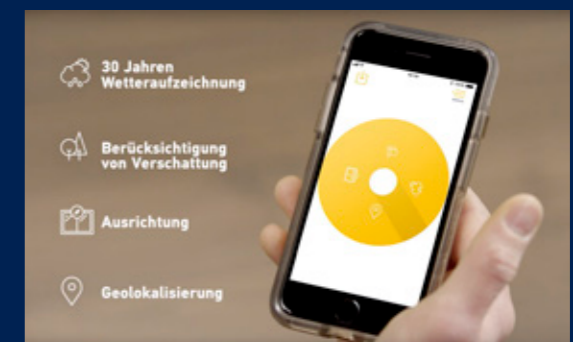 30 Jahren
Wetteraufzeichnung
Berücksichtigung
von Verschattung
Ausrichtung
Geolokalisierung